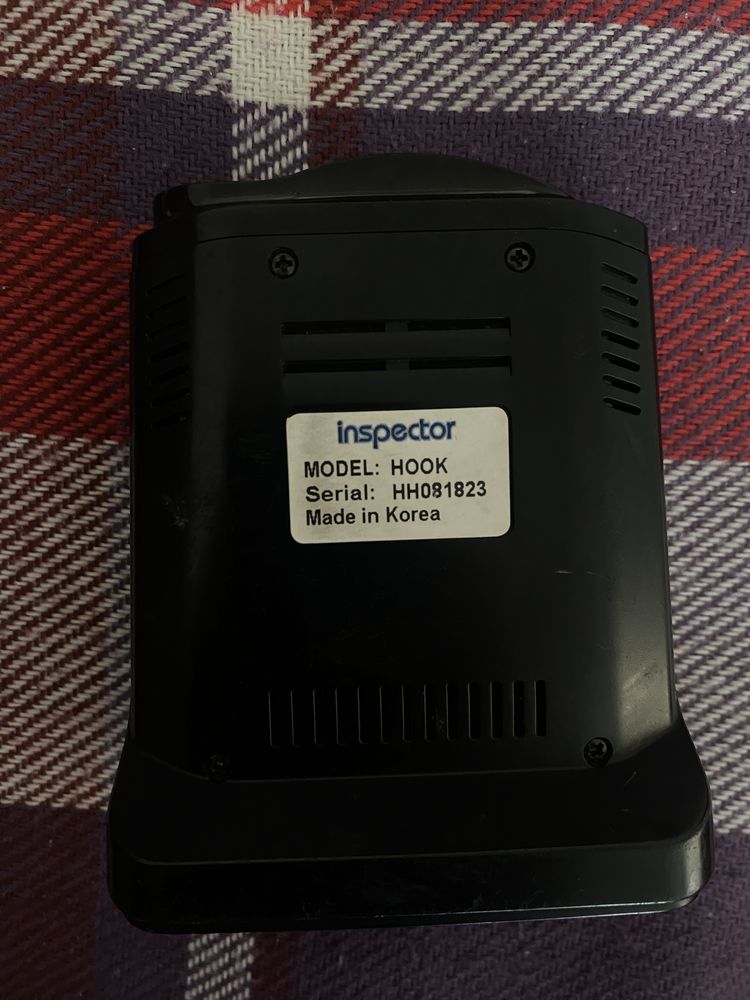 inspector
MODEL: HOOK
Serial: HH081823
Made in Korea